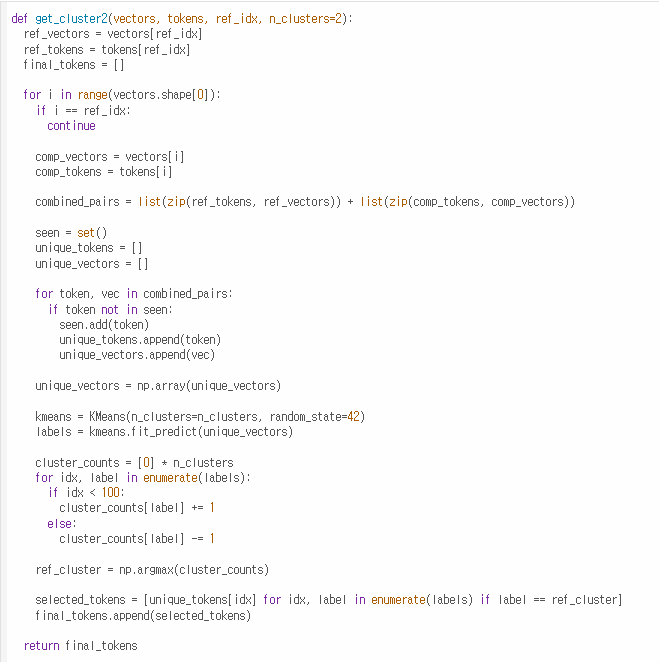 def get_cluster2(vectors, tokens, ref_idx, n_clusters=2):
ref_vectors = vectors[ref_idx]
ref_tokens = tokens[ref_idx]
final_tokens = []
for i in range(vectors.shape[0]):
if i == ref_idx:
continue
comp_vectors = vectors[i]
comp_tokens = tokens[i]
combined_pairs = list(zip(ref_tokens, ref_vectors)) + list(zip(comp_tokens, comp_vectors))
seen = set()
unique_tokens = []
unique_vectors = []
for token, vec in combined_pairs:
if token not in seen:
seen.add(token)
unique_tokens.append(token)
unique_vectors.append(vec)
unique_vectors = np.array(unique_vectors)
kmeans = KMeans(n_clusters=n_clusters, random_state=42)
labels = kmeans.fit_predict(unique_vectors)
cluster_counts = [0] * n_clusters
for idx, label in enumerate(labels):
if idx < 100:
cluster_counts[label] += 1
else:
cluster_counts[label] -= 1
ref_cluster = np.argmax(cluster_counts)
selected_tokens = [unique_tokens[idx] for idx, label in enumerate(labels) if label == ref_cluster]
final_tokens.append(selected_tokens)
return final_tokens